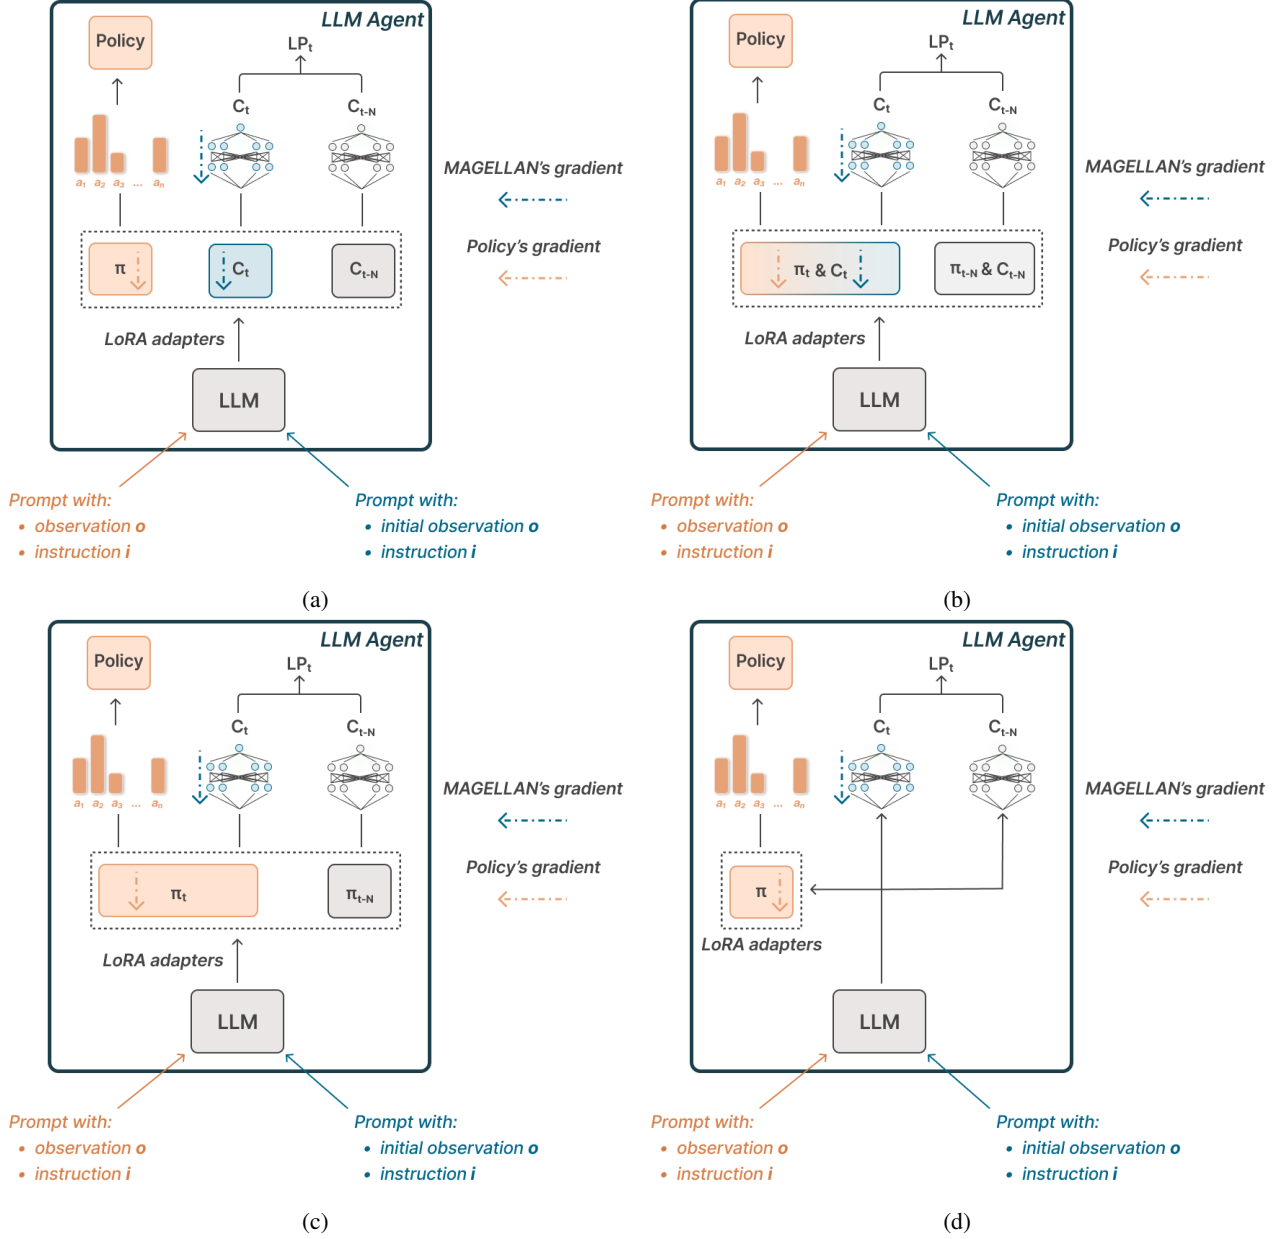 LLM Agent
Policy
LPt
Ct
Ct-N
a1 a2 a3 ... an
π
Ct
Ct-N
LoRA adapters
LLM
Prompt with:
• observation o
• instruction i
Prompt with:
• initial observation o
• instruction i
MAGELLAN's gradient
Policy's gradient
(a)
LLM Agent
Policy
LPt
Ct
Ct-N
a1 a2 a3 ... an
πt & Ct
πt-N & Ct-N
LoRA adapters
LLM
Prompt with:
• observation o
• instruction i
Prompt with:
• initial observation o
• instruction i
MAGELLAN's gradient
Policy's gradient
(b)
LLM Agent
Policy
LPt
Ct
Ct-N
a1 a2 a3 ... an
πt
πt-N
LoRA adapters
LLM
Prompt with:
• observation o
• instruction i
Prompt with:
• initial observation o
• instruction i
MAGELLAN's gradient
Policy's gradient
(c)
LLM Agent
Policy
LPt
Ct
Ct-N
a1 a2 a3 ... an
π
LoRA adapters
LLM
Prompt with:
• observation o
• instruction i
Prompt with:
• initial observation o
• instruction i
MAGELLAN's gradient
Policy's gradient
(d)